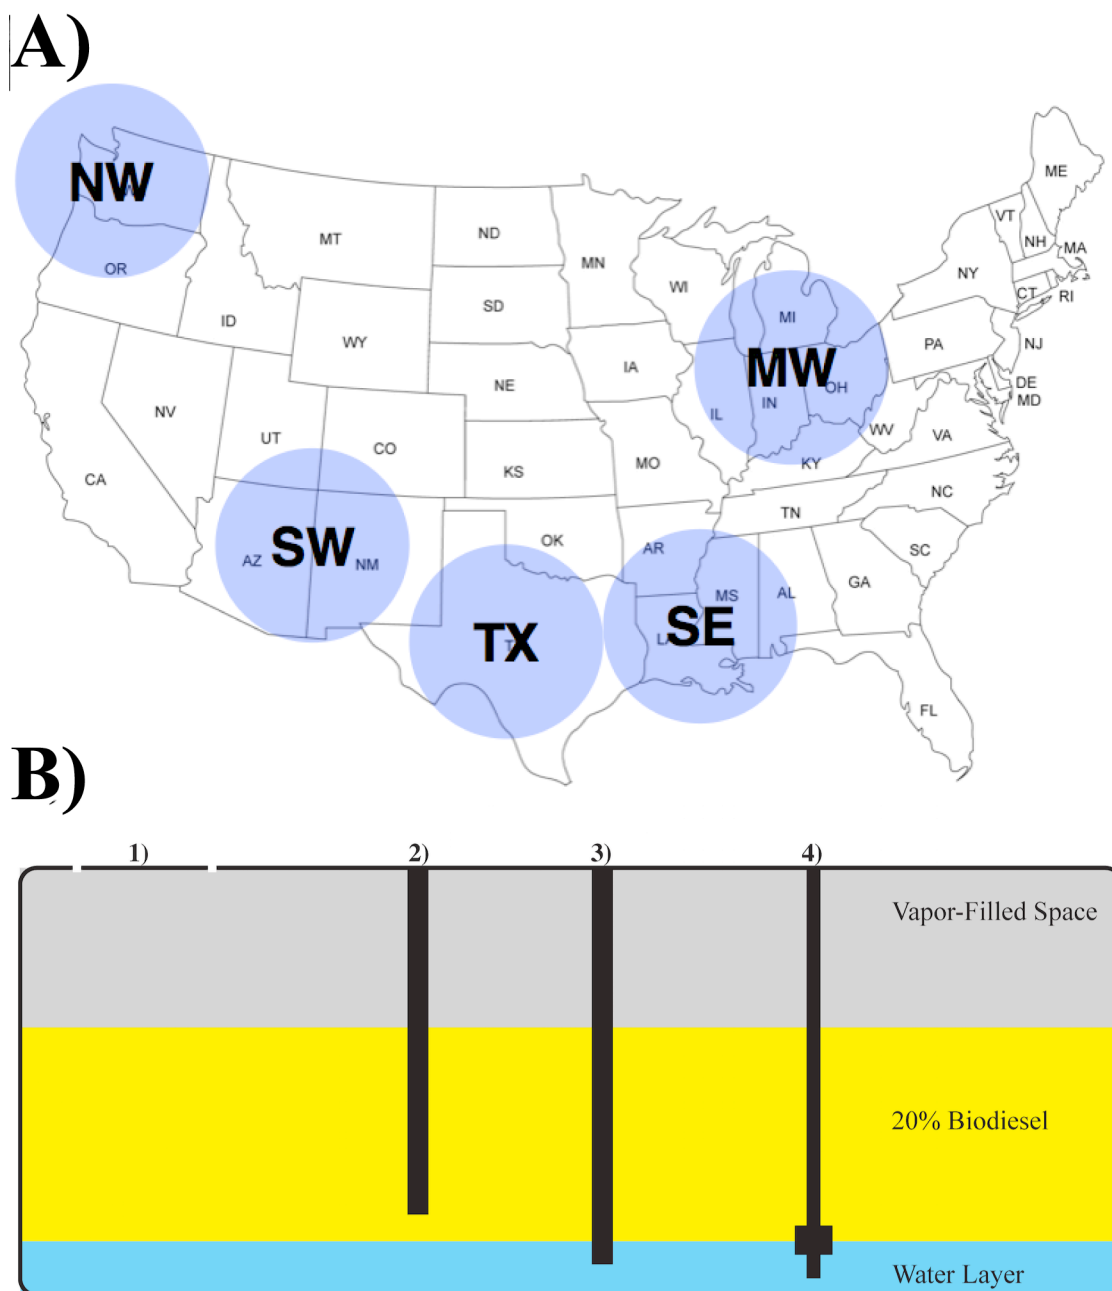 A)
NW
OR
MT
ND
MN
ID
WY
SD
WI
MI
NE
IA
MW
IL
IN
OH
NV
UT
CO
CA
KS
MO
KY
WV
VA
PA
NY
VT
NH
ME
MA
CT
RI
NJ
DE
MD
NC
TN
SC
GA
AL
MS
AR
OK
SW
AZ
NM
TX
SE
FL
B)
1)
2)
3)
4)
Vapor-Filled Space
20% Biodiesel
Water Layer